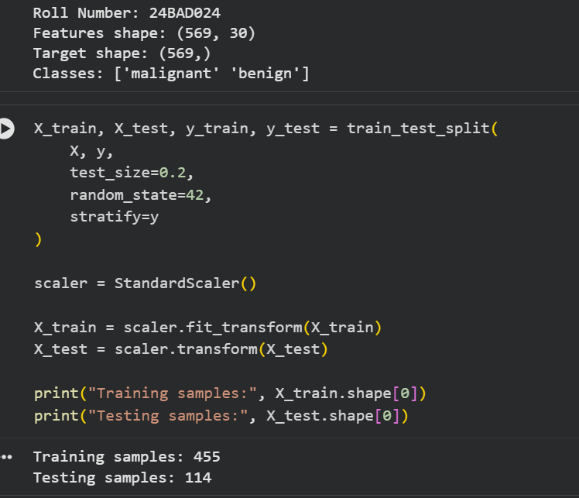 Roll Number: 24BAD024
Features shape: (569, 30)
Target shape: (569,)
Classes: ['malignant' 'benign']
X_train, X_test, y_train, y_test = train_test_split(
    X, y,
    test_size=0.2,
    random_state=42,
    stratify=y
)
scaler = StandardScaler()
X_train = scaler.fit_transform(X_train)
X_test = scaler.transform(X_test)
print("Training samples:", X_train.shape[0])
print("Testing samples:", X_test.shape[0])
Training samples: 455
Testing samples: 114